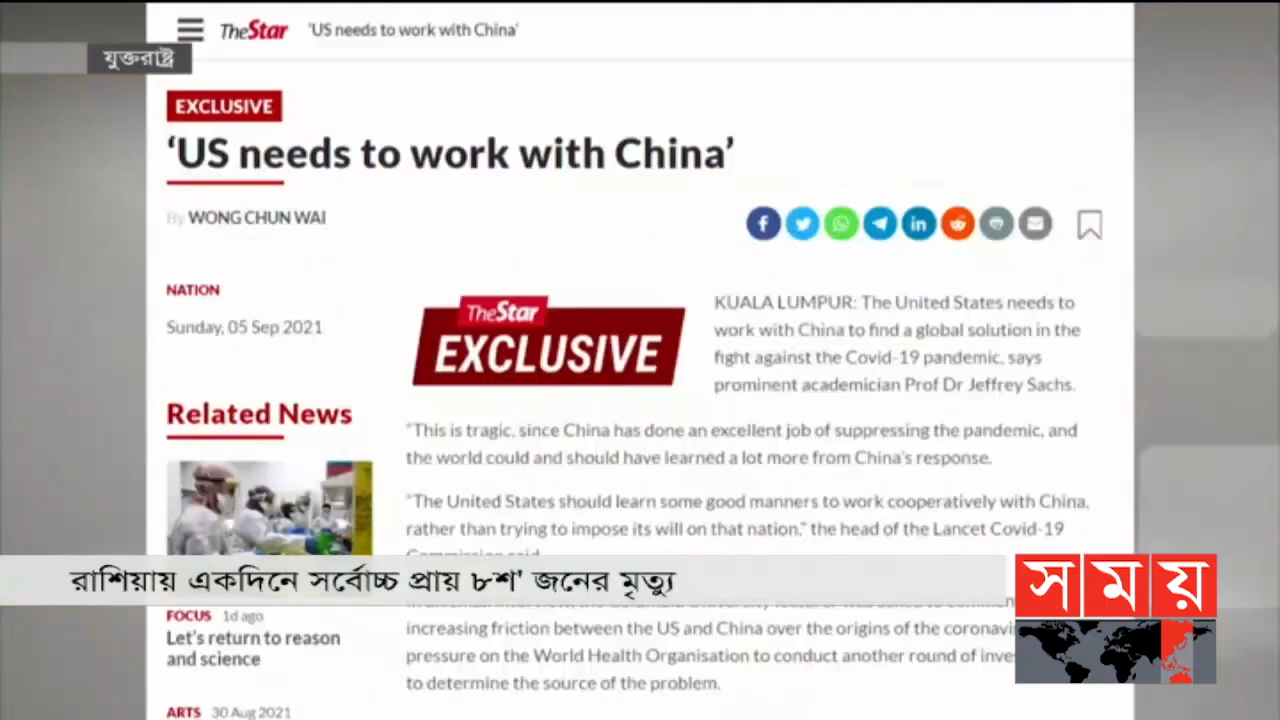 TheStar 'US needs to work with China'
যুক্তরাষ্ট্র
EXCLUSIVE
'US needs to work with China'
By WONG CHUN WAI
NATION
Sunday, 05 Sep 2021
TheStar
EXCLUSIVE
KUALA LUMPUR: The United States needs to
work with China to find a global solution in the
fight against the Covid-19 pandemic, says
prominent academician Prof Dr Jeffrey Sachs.
Related News
"This is tragic, since China has done an excellent job of suppressing the pandemic, and
the world could and should have learned a lot more from China's response.
"The United States should learn some good manners to work cooperatively with China,
rather than trying to impose its will on that nation," the head of the Lancet Covid-19
রাশিয়ায় একদিনে সর্বোচ্চ প্রায় ৮শ' জনের মৃত্যু
সময়
FOCUS 1d ago
Let's return to reason
and science
increasing friction between the US and China over the origins of the
pressure on the World Health Organisation to conduct another round of
to determine the source of the problem.
ARTS 30 Aug 2021